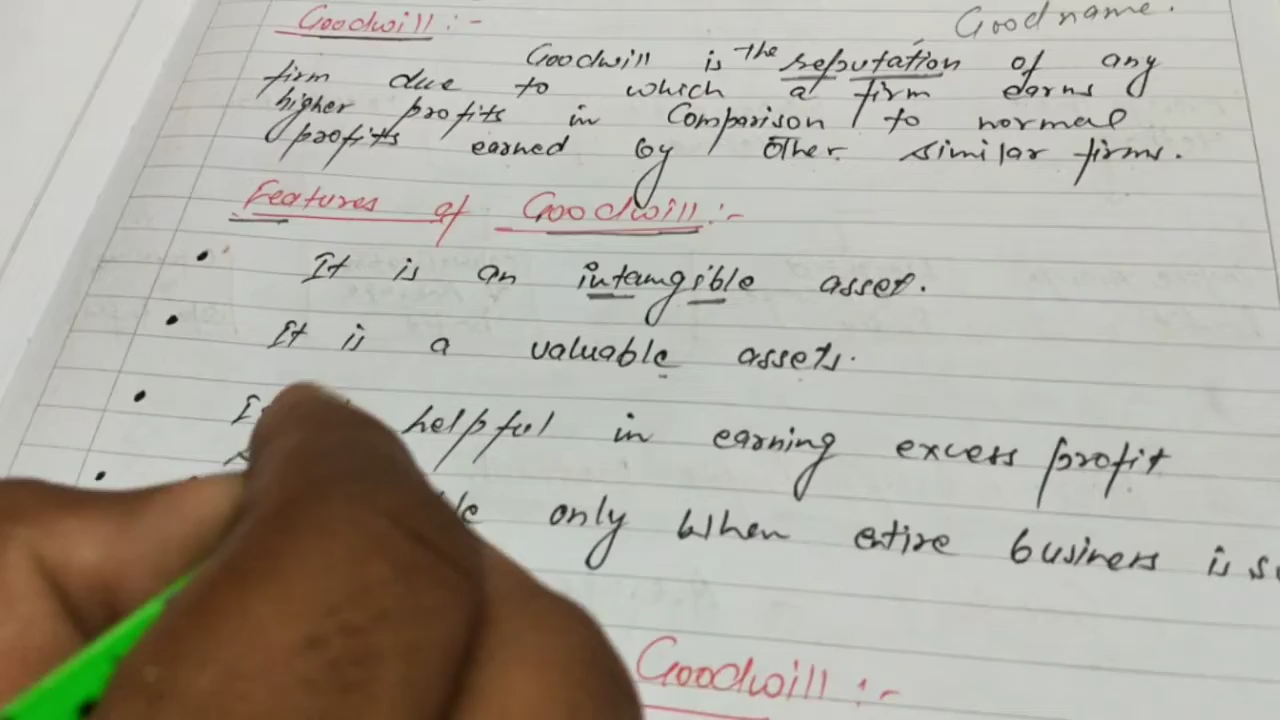 Good name.
Goodwill :-
Goodwill is the reputation of any
firm due to which a firm earns
higher profits in Comparison to normal
profits earned by other similar firms.
Features of Goodwill :-
• It is an intangible asset.
• It is a valuable assets.
• helpful in earning excess profit
• only When entire business is
Goodwill :-